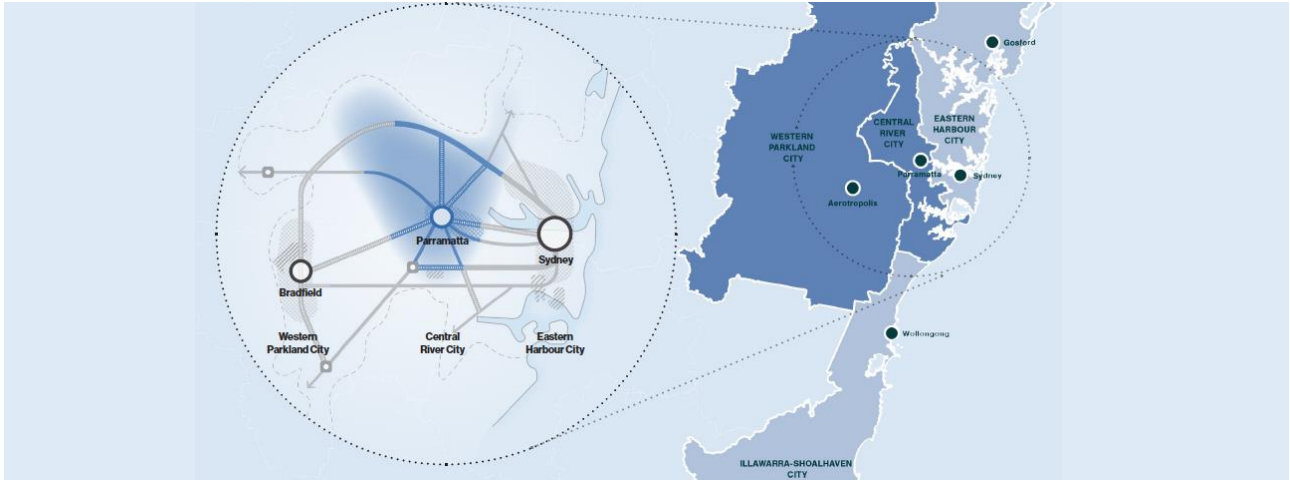 Parramatta
Sydney
Bradfield
Western
Parkland City
Central
River City
Eastern
Harbour City
Gosford
WESTERN
PARKLAND
CITY
CENTRAL
RIVER
CITY
EASTERN
HARBOUR
CITY
Parramatta
Sydney
Aerotropolis
Wollongong
ILLAWARRA-SHOALHAVEN
CITY